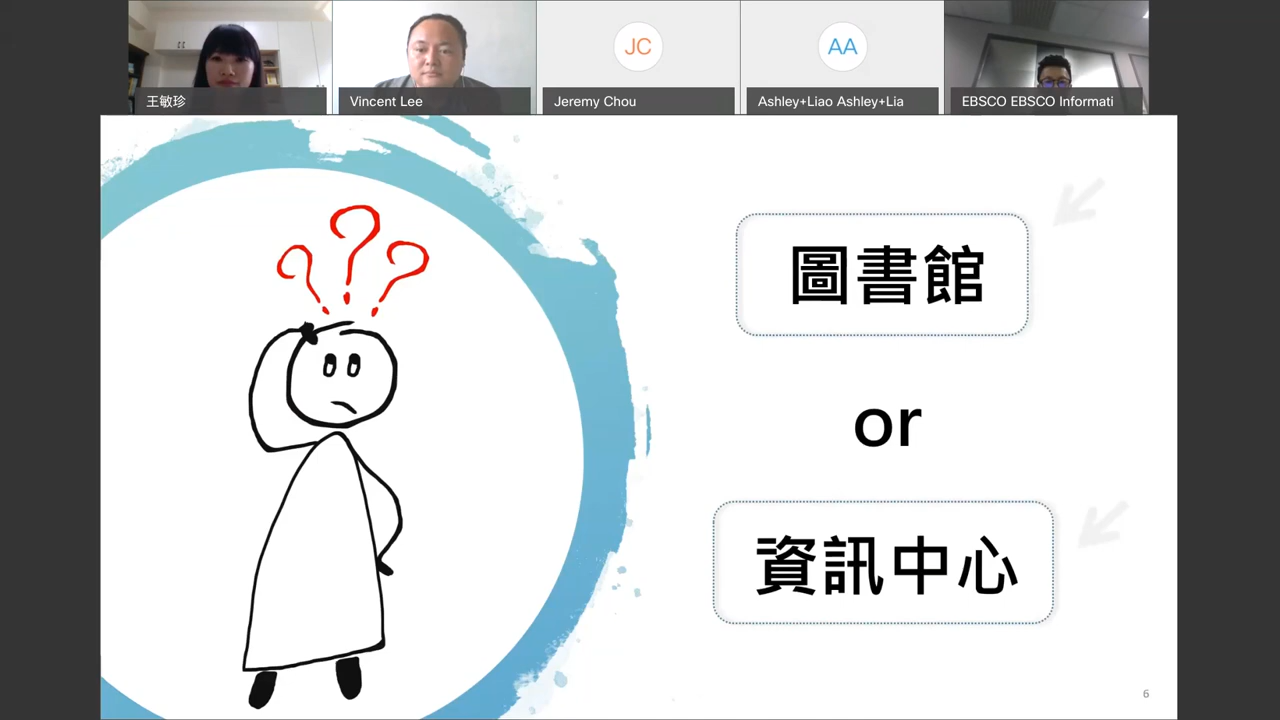 JC
AA
王敏珍
Vincent Lee
Jeremy Chou
Ashley+Liao Ashley+Lia
EBSCO EBSCO Informati
???
圖書館
or
資訊中心
6